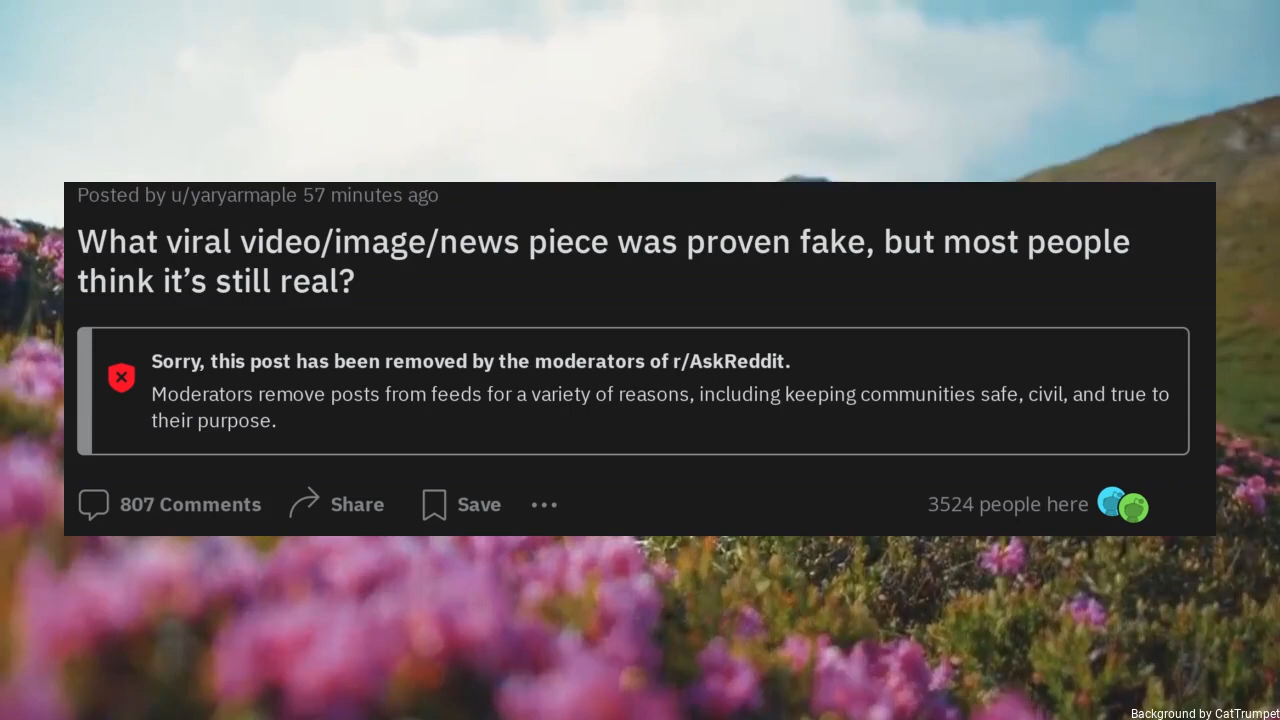 Posted by u/yaryarmaple 57 minutes ago
What viral video/image/news piece was proven fake, but most people
think it’s still real?
Sorry, this post has been removed by the moderators of r/AskReddit.
Moderators remove posts from feeds for a variety of reasons, including keeping communities safe, civil, and true to
their purpose.
807 Comments Share Save 3524 people here
Background by CatTrumpet